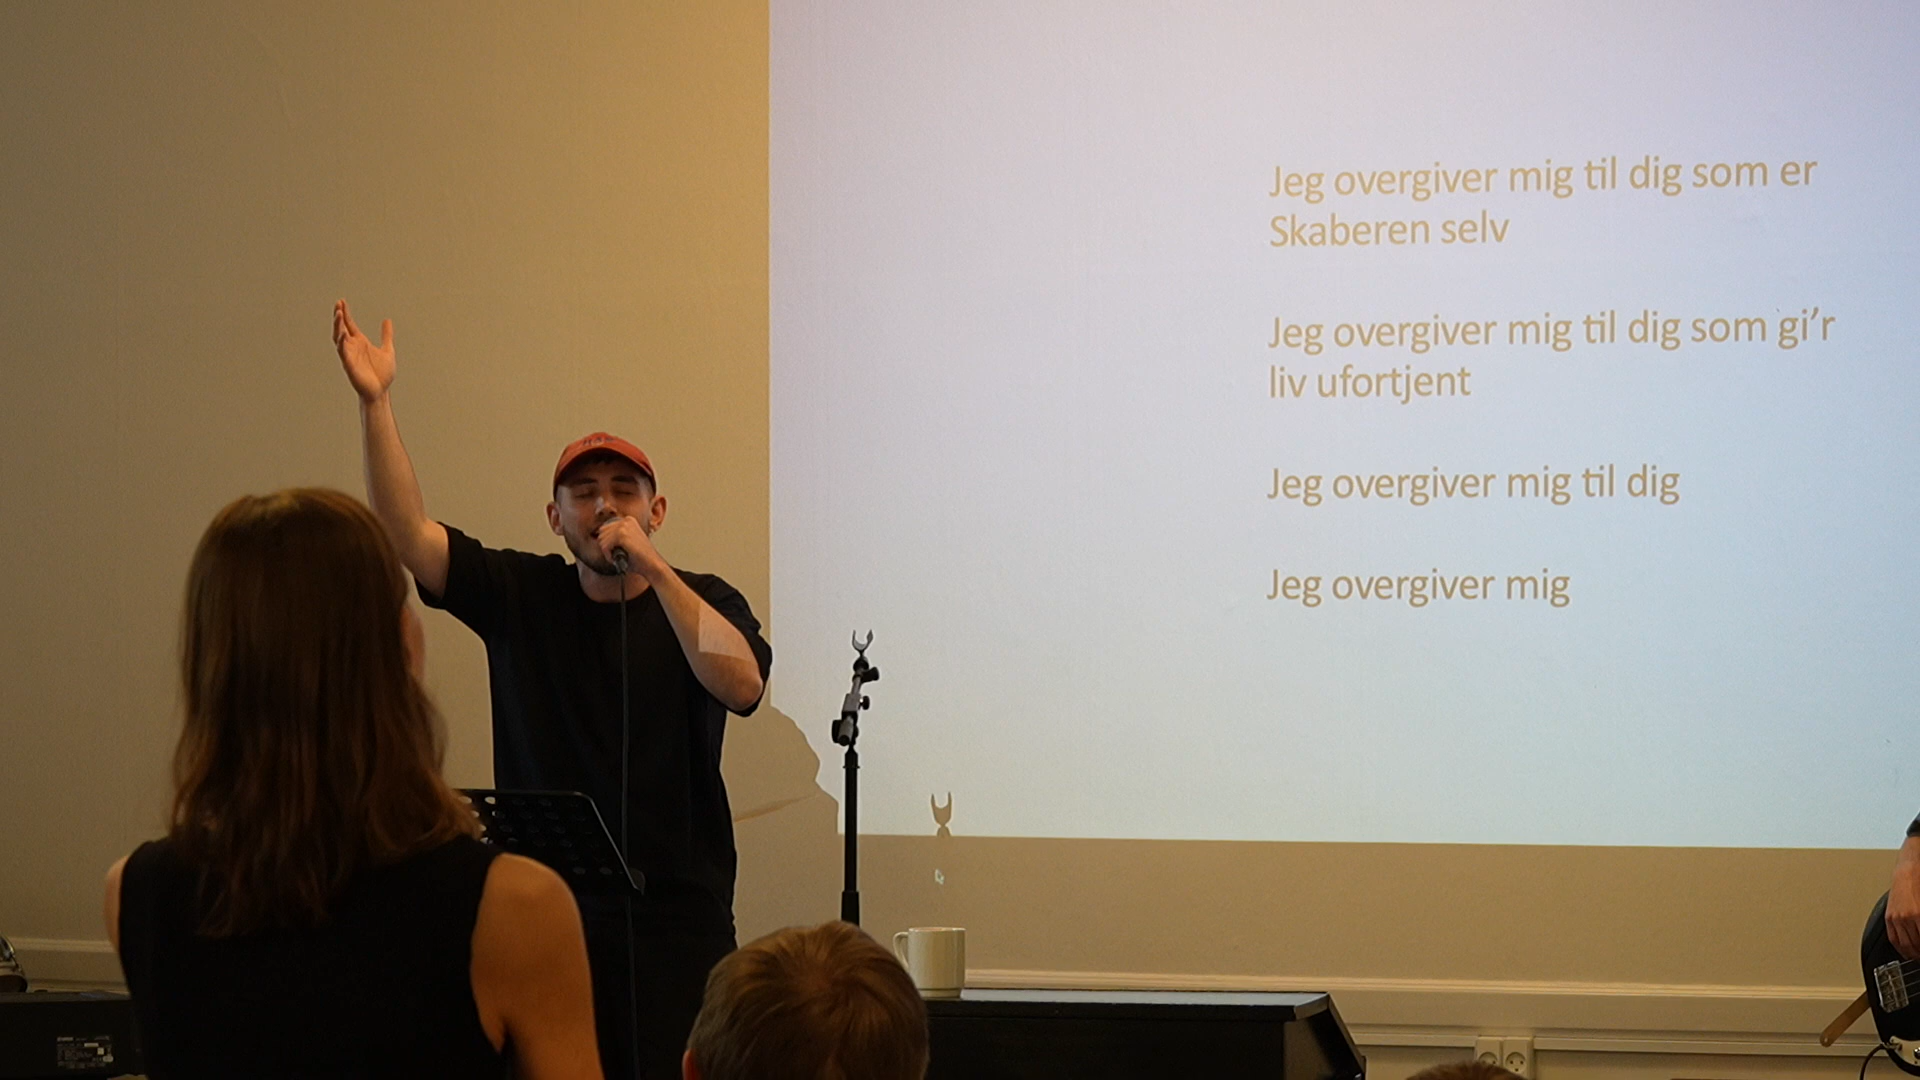 Jeg overgiver mig til dig som er
Skaberen selv
Jeg overgiver mig til dig som gi'r
liv ufortjent
Jeg overgiver mig til dig
Jeg overgiver mig